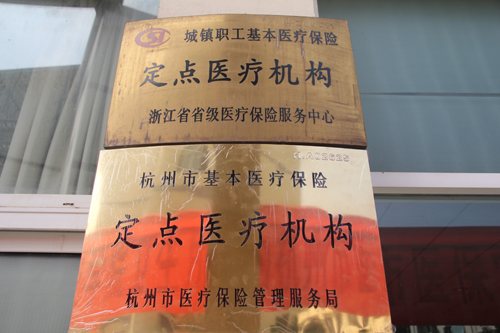 城镇职工基本医疗保险
定点医疗机构
浙江省省级医疗保险服务中心
杭州市基本医疗保险
定点医疗机构
杭州市医疗保险管理服务局